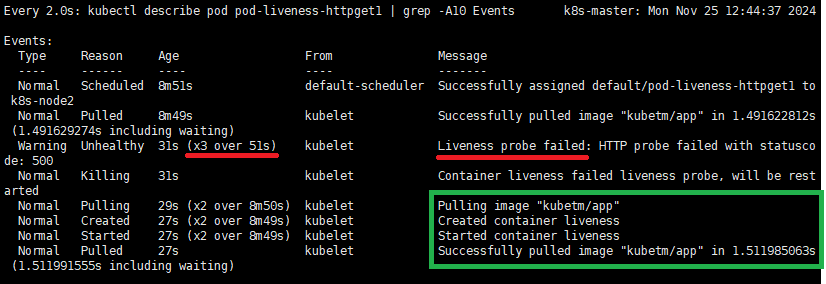 Every 2.0s: kubectl describe pod pod-liveness-httpget1 | grep -A10 Events       k8s-master: Mon Nov 25 12:44:37 2024
Events:
  Type     Reason     Age                  From               Message
  ----     ------     ----                 ----               -------
  Normal   Scheduled  8m51s                default-scheduler  Successfully assigned default/pod-liveness-httpget1 to
 k8s-node2
  Normal   Pulled     8m49s                kubelet            Successfully pulled image "kubetm/app" in 1.491622812s
 (1.491629274s including waiting)
  Warning  Unhealthy  31s (x3 over 51s)    kubelet            Liveness probe failed: HTTP probe failed with statusco
de: 500
  Normal   Killing    31s                  kubelet            Container liveness failed liveness probe, will be rest
arted
  Normal   Pulling    29s (x2 over 8m50s)  kubelet            Pulling image "kubetm/app"
  Normal   Created    27s (x2 over 8m49s)  kubelet            Created container liveness
  Normal   Started    27s (x2 over 8m49s)  kubelet            Started container liveness
  Normal   Pulled     27s                  kubelet            Successfully pulled image "kubetm/app" in 1.511985063s
 (1.511991555s including waiting)